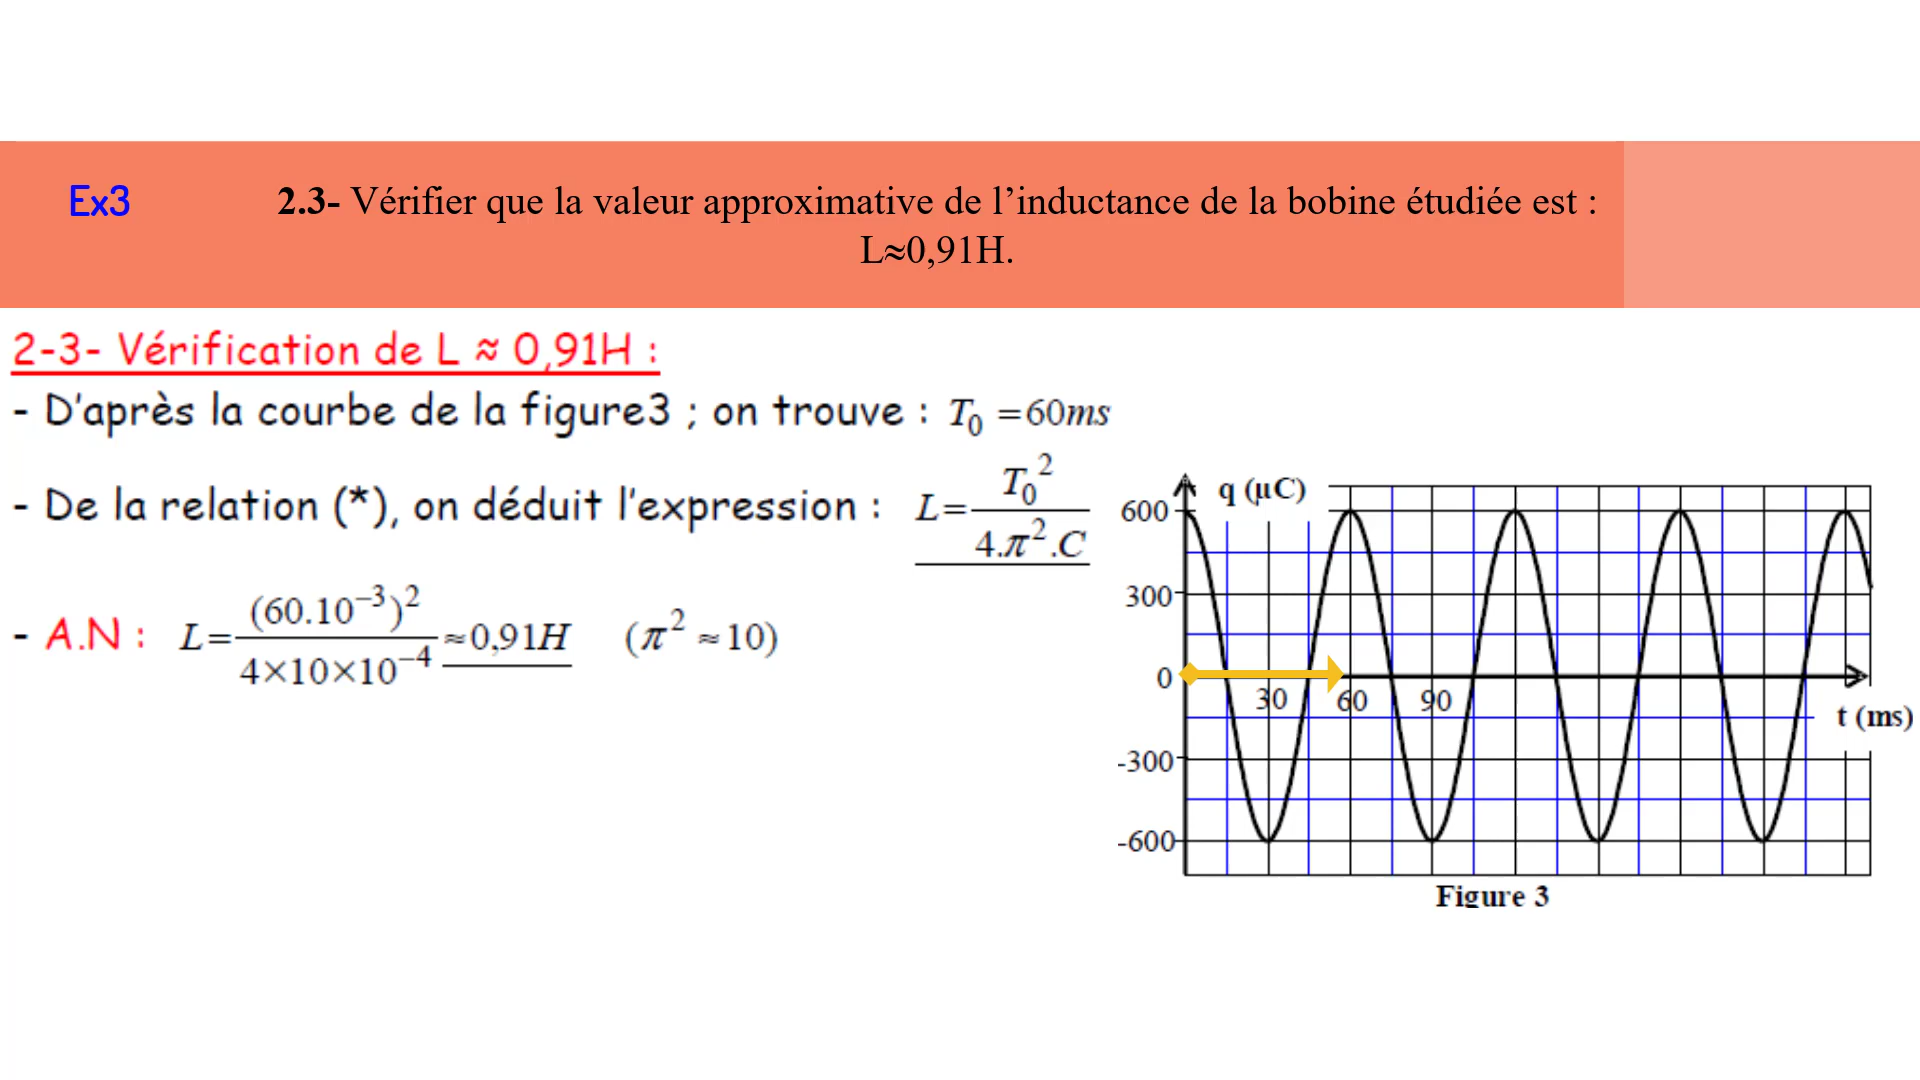 Ex3
2.3- Vérifier que la valeur approximative de l’inductance de la bobine étudiée est :
L≈0,91H.
2-3- Vérification de L ≈ 0,91H :
- D'après la courbe de la figure3 ; on trouve : T₀ =60ms
- De la relation (*), on déduit l'expression : L= T₀² / 4.π².C
- A.N : L= (60.10⁻³)² / 4×10×10⁻⁴ ≈0,91H (π² ≈10)
q (µC)
600
300
0
-300
-600
30 60 90
t (ms)
Figure 3